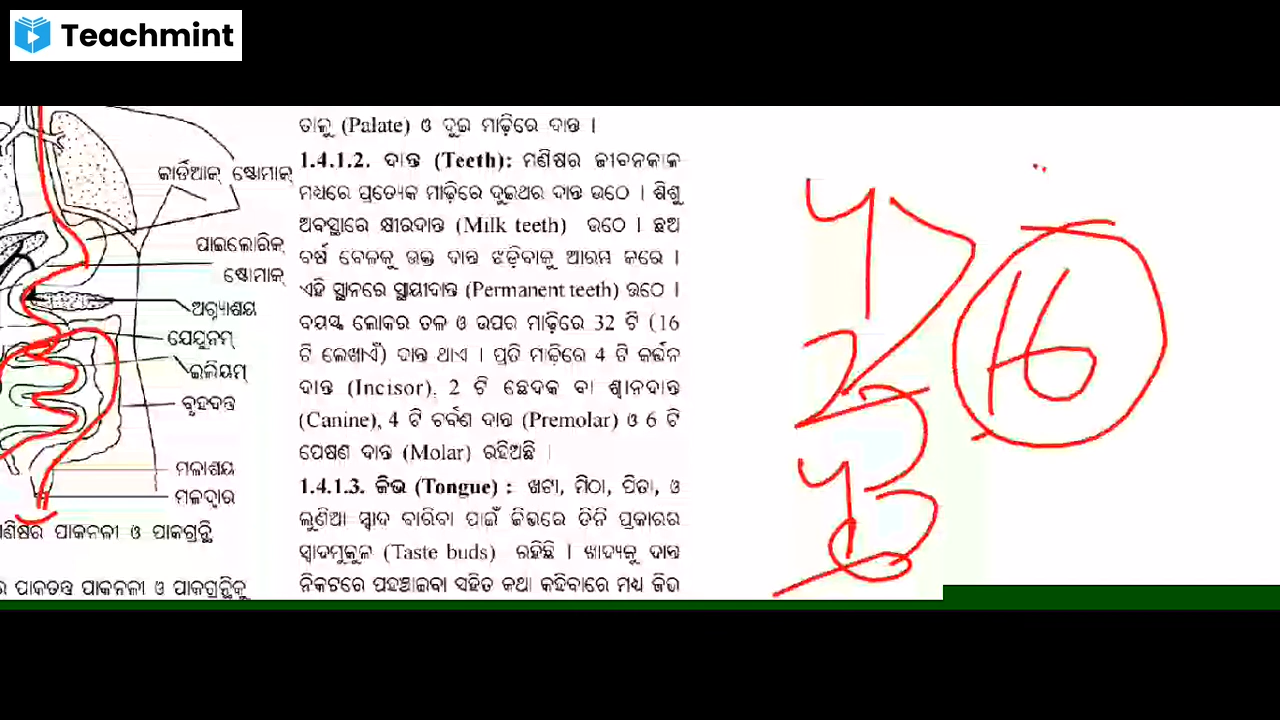 Teachmint
କାର୍ଡିଆକ୍ ଷ୍ଟୋମାକ୍
ପାଇଲୋରିକ୍
ଷ୍ଟୋମାକ୍
ଅଗ୍ନ୍ୟାଶୟ
ଯେଯୁନମ୍
ଇଲିୟମ୍
ବୃହଦନ୍ତ୍ର
ମଳାଶୟ
ମଳଦ୍ୱାର
ମଣିଷର ପାକନଳୀ ଓ ପାକଗ୍ରନ୍ଥି
ପାକତନ୍ତ୍ର ପାକନଳୀ ଓ ପାକଗ୍ରନ୍ଥିକୁ
ତାଳୁ (Palate) ଓ ଦୁଇ ମାଢ଼ିରେ ଦାନ୍ତ ।
1.4.1.2. ଦାନ୍ତ (Teeth): ମଣିଷର ଜୀବନକାଳ
ମଧ୍ୟରେ ପ୍ରତ୍ୟେକ ମାଢ଼ିରେ ଦୁଇଥର ଦାନ୍ତ ଉଠେ । ଶିଶୁ
ଅବସ୍ଥାରେ କ୍ଷୀରଦାନ୍ତ (Milk teeth) ଉଠେ । ଛଅ
ବର୍ଷ ବେଳକୁ ଉକ୍ତ ଦାନ୍ତ ଝଡ଼ିବାକୁ ଆରମ୍ଭ କରେ ।
ଏହି ସ୍ଥାନରେ ସ୍ଥାୟୀଦାନ୍ତ (Permanent teeth) ଉଠେ ।
ବୟସ୍କ ଲୋକର ତଳ ଓ ଉପର ମାଢ଼ିରେ 32 ଟି (16
ଟି ଲେଖାଏଁ) ଦାନ୍ତ ଥାଏ । ପ୍ରତି ମାଢ଼ିରେ 4 ଟି କର୍ତ୍ତନ
ଦାନ୍ତ (Incisor), 2 ଟି ଛେଦକ ବା ଶ୍ୱାନଦାନ୍ତ
(Canine), 4 ଟି ଚର୍ବଣ ଦାନ୍ତ (Premolar) ଓ 6 ଟି
ପେଷଣ ଦାନ୍ତ (Molar) ରହିଅଛି ।
1.4.1.3. ଜିଭ (Tongue) : ଖଟା, ମିଠା, ପିତା, ଓ
ଲୁଣିଆ ସ୍ୱାଦ ବାରିବା ପାଇଁ ଜିଭରେ ତିନି ପ୍ରକାରର
ସ୍ୱାଦମୁକୁଳ (Taste buds) ରହିଛି । ଖାଦ୍ୟକୁ ଦାନ୍ତ
ନିକଟରେ ପହଞ୍ଚାଇବା ସହିତ କଥା କହିବାରେ ମଧ୍ୟ ଜିଭ
4
2
4
6
16